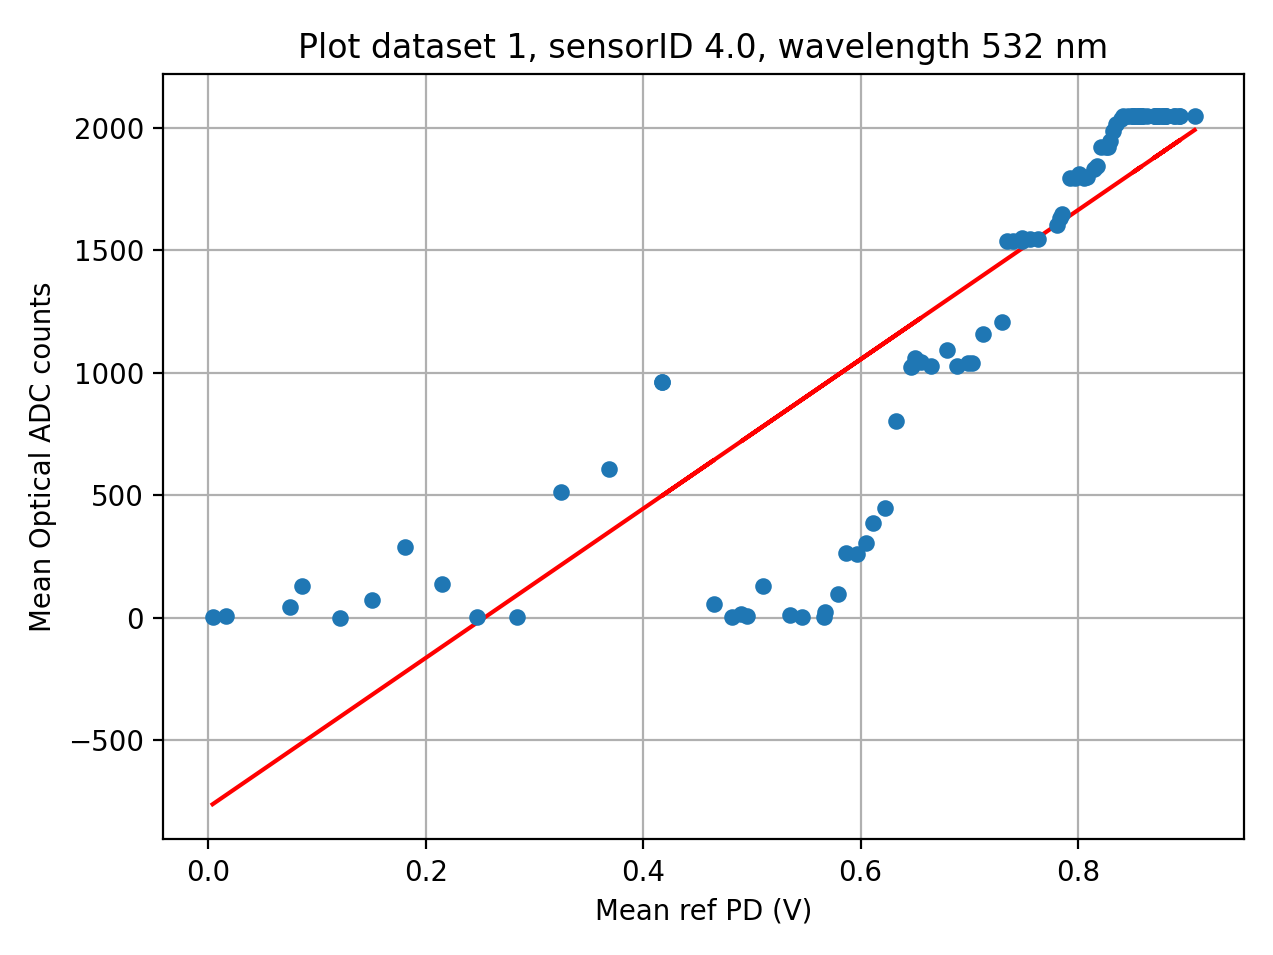 Plot dataset 1, sensorID 4.0, wavelength 532 nm
2000
1500
1000
500
0
−500
Mean Optical ADC counts
0.0 0.2 0.4 0.6 0.8
Mean ref PD (V)